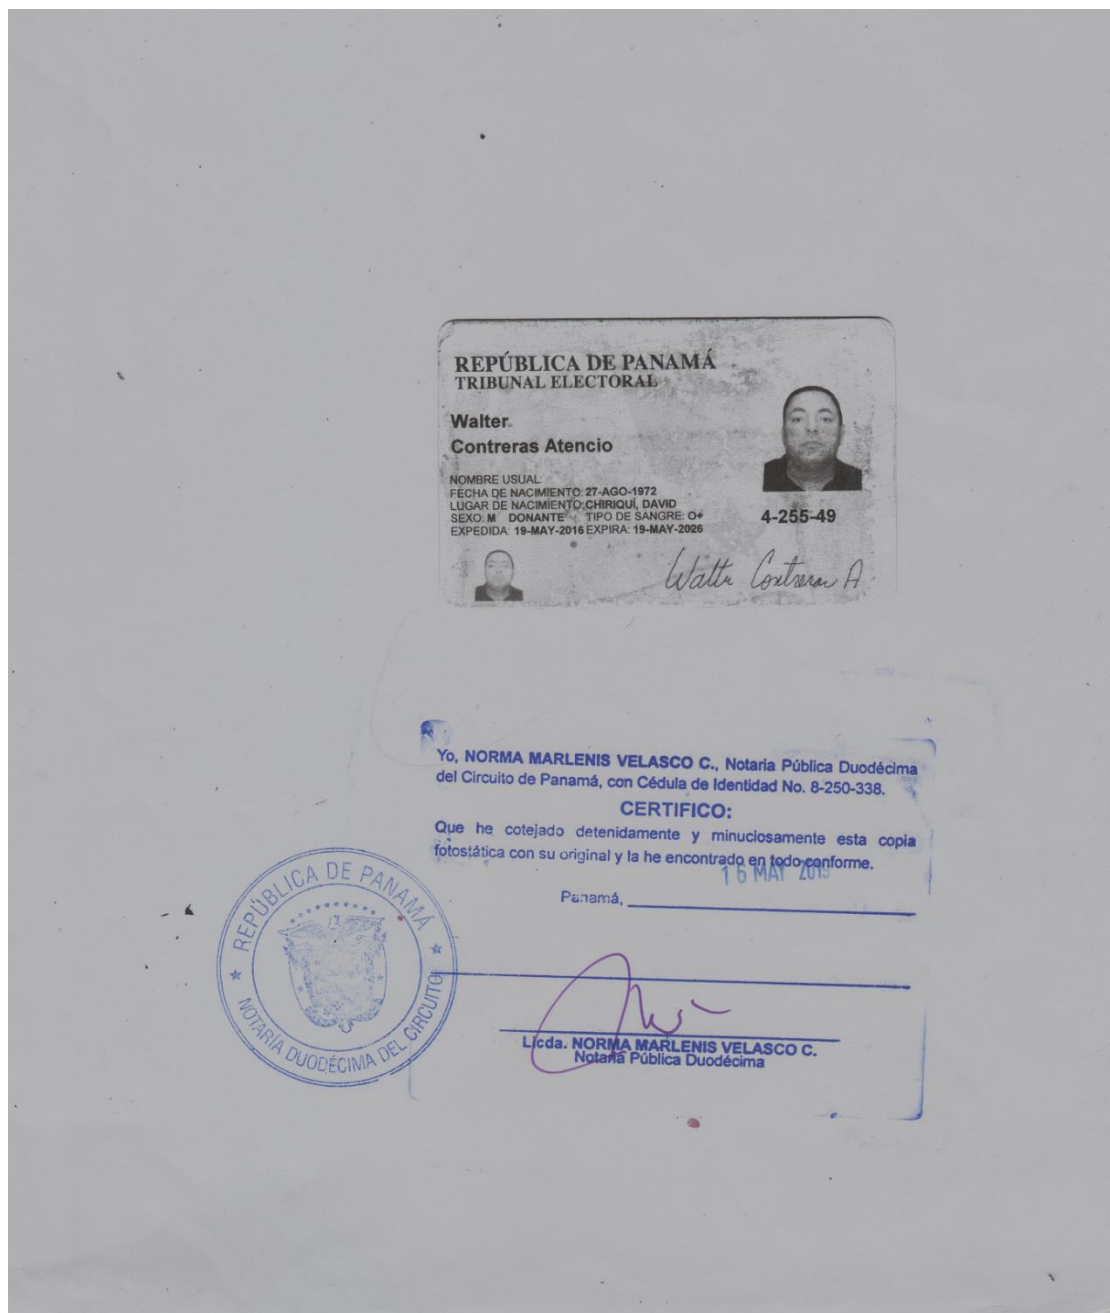 REPÚBLICA DE PANAMÁ
TRIBUNAL ELECTORAL
Walter
Contreras Atencio
NOMBRE USUAL:
FECHA DE NACIMIENTO: 27-AGO-1972
LUGAR DE NACIMIENTO: CHIRIQUÍ, DAVID
SEXO: M DONANTE TIPO DE SANGRE: O+
EXPEDIDA: 19-MAY-2016 EXPIRA: 19-MAY-2026
4-255-49
Walter Contreras A
Yo, NORMA MARLENIS VELASCO C., Notaria Pública Duodécima
del Circuito de Panamá, con Cédula de Identidad No. 8-250-338.
CERTIFICO:
Que he cotejado detenidamente y minuciosamente esta copia
fotostática con su original y la he encontrado en todo conforme.
16 MAY 2019
Panamá,
REPÚBLICA DE PANAMÁ
NOTARÍA DUODÉCIMA DEL CIRCUITO
Licda. NORMA MARLENIS VELASCO C.
Notaria Pública Duodécima